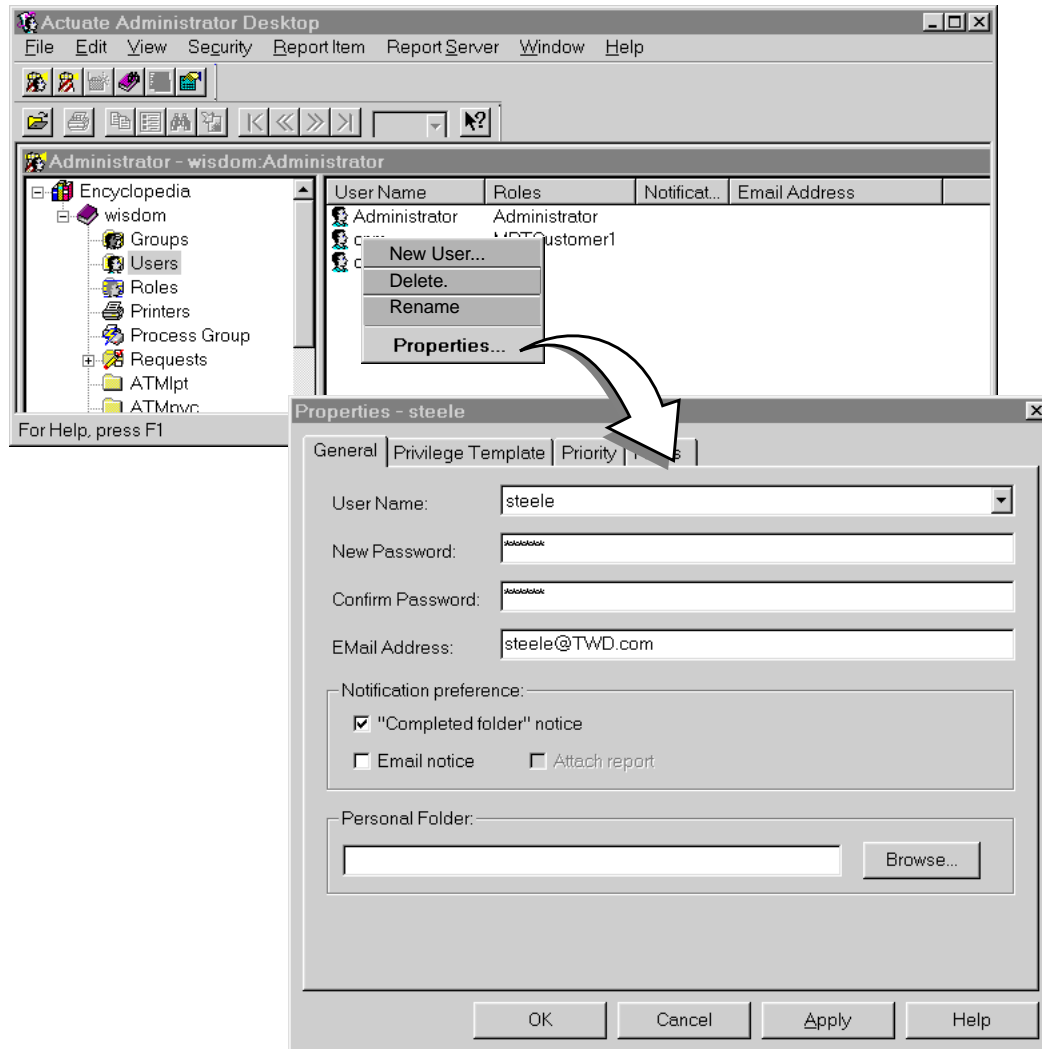 Actuate Administrator Desktop
File Edit View Security Report Item Report Server Window Help
Administrator - wisdom:Administrator
Encyclopedia
wisdom
Groups
Users
Roles
Printers
Process Group
Requests
ATMlpt
ATMpvc
User Name Roles Notificat... Email Address
Administrator Administrator
New User...
Delete.
Rename
Properties...
For Help, press F1
Properties - steele
General Privilege Template Priority
User Name: steele
New Password: *******
Confirm Password: *******
EMail Address: steele@TWD.com
Notification preference:
"Completed folder" notice
Email notice Attach report
Personal Folder:
Browse...
OK Cancel Apply Help